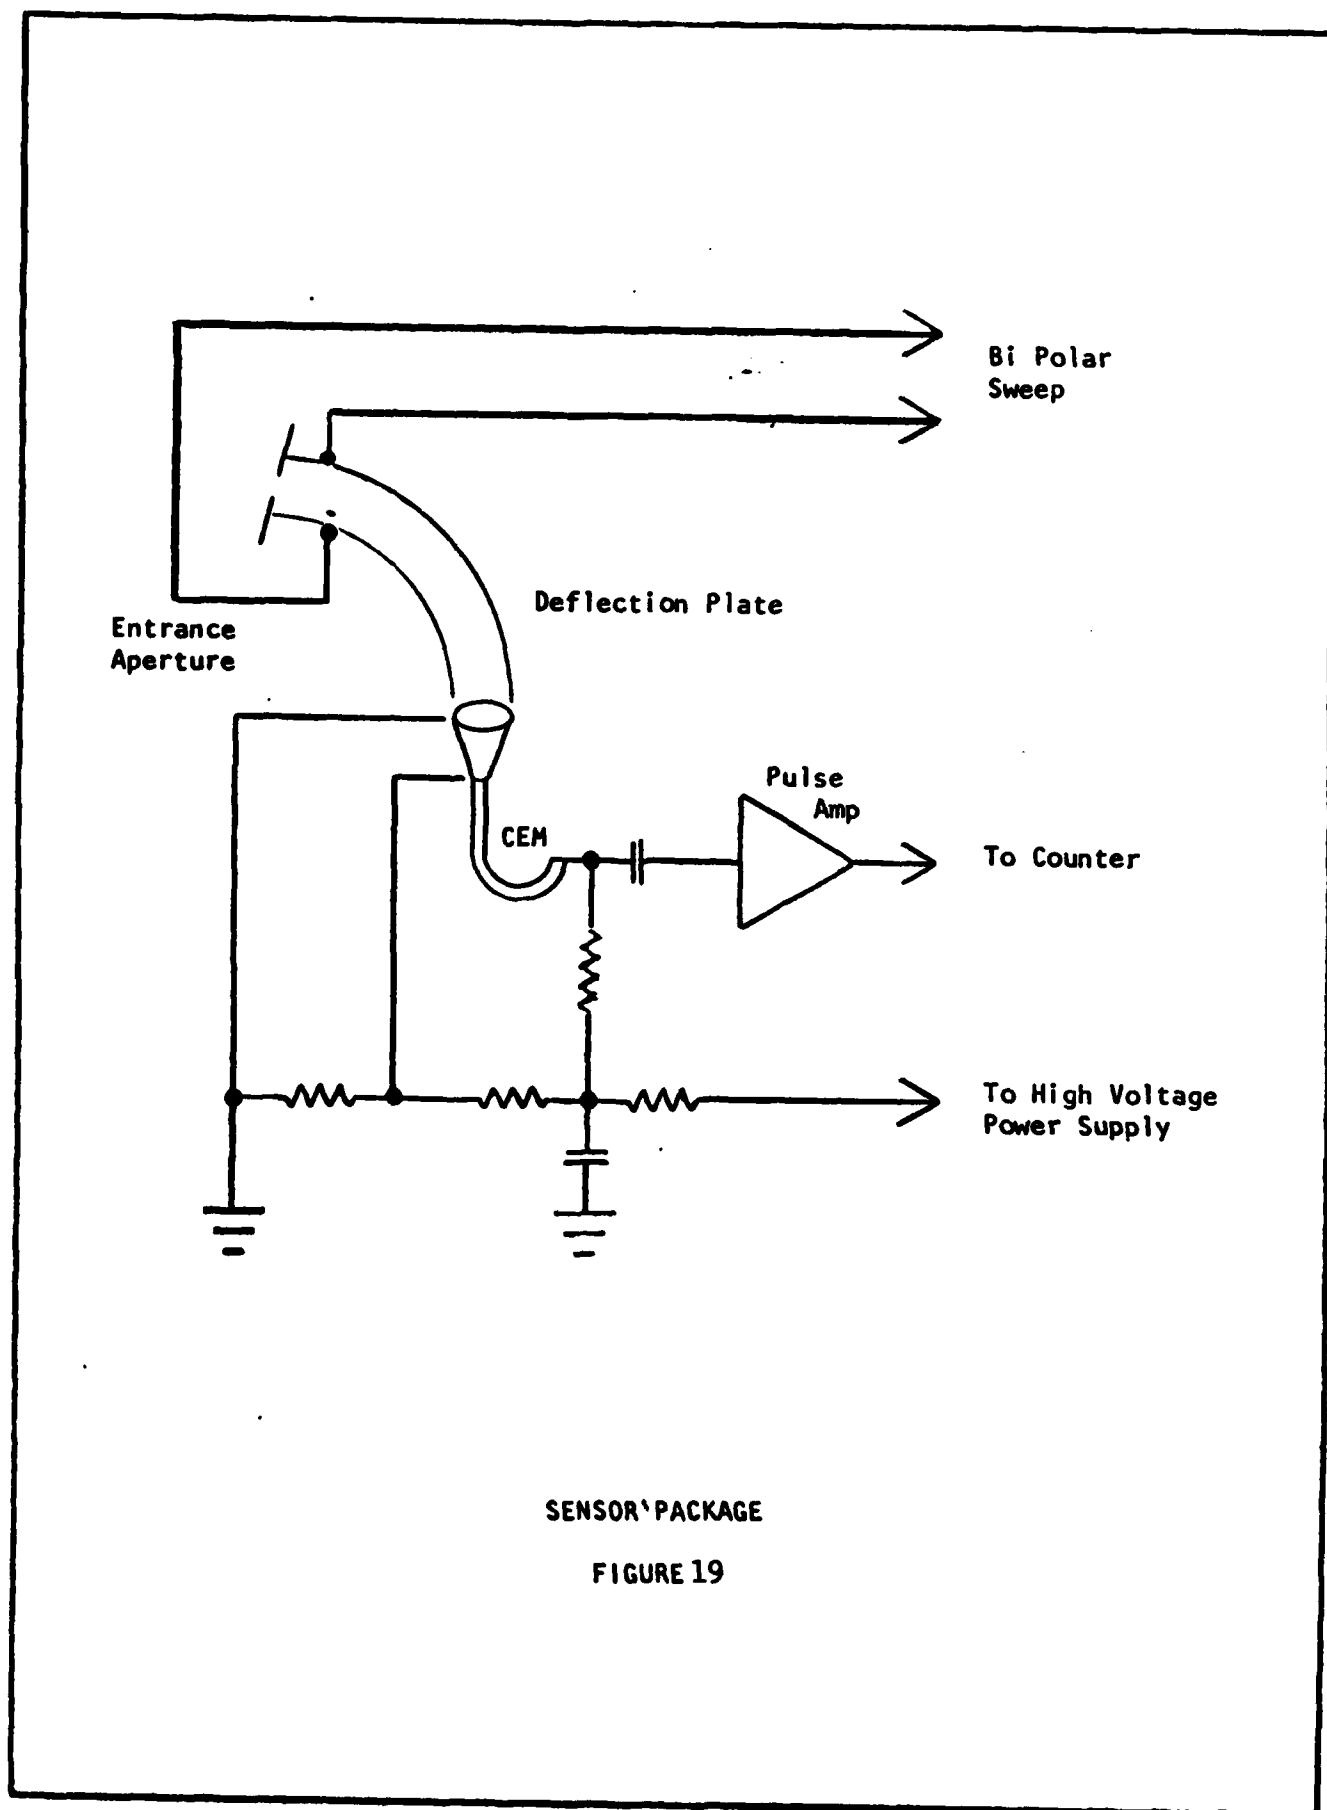 Bi Polar
Sweep
Deflection Plate
Entrance
Aperture
Pulse
Amp
CEM
To Counter
To High Voltage
Power Supply
SENSOR PACKAGE
FIGURE 19